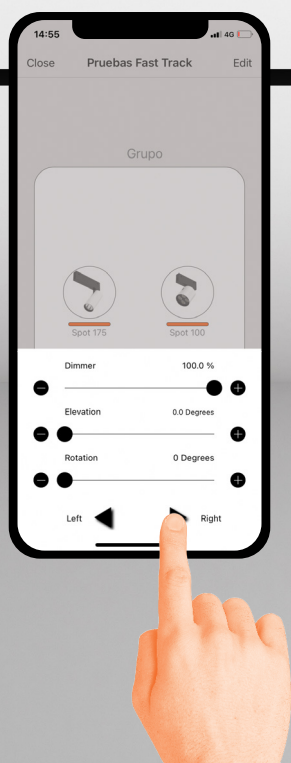 14:55 4G
Close Pruebas Fast Track Edit
Grupo
Spot 175 Spot 100
Dimmer 100.0 %
Elevation 0.0 Degrees
Rotation 0 Degrees
Left Right